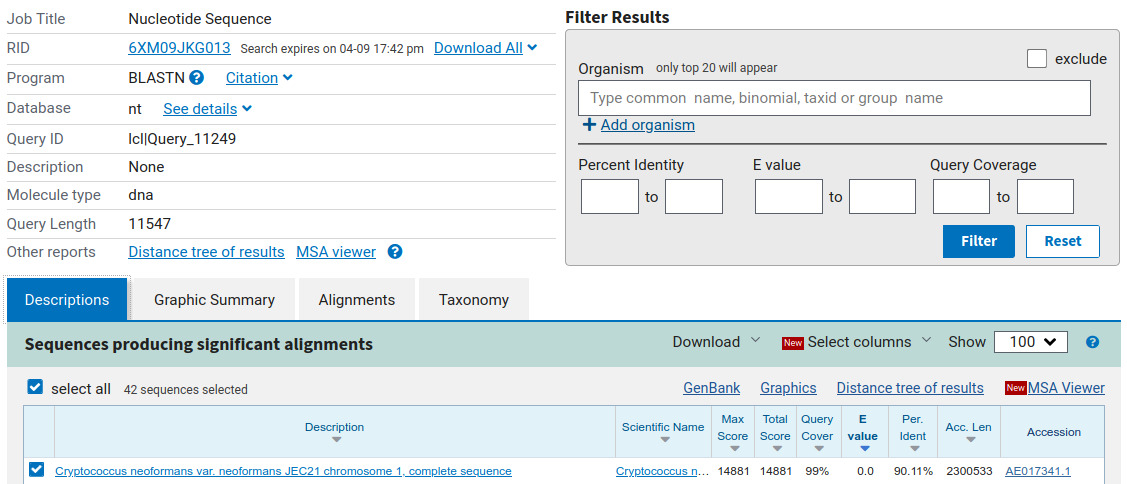 Job Title Nucleotide Sequence
RID 6XM09JKG013 Search expires on 04-09 17:42 pm Download All
Program BLASTN ? Citation
Database nt See details
Query ID lcl|Query_11249
Description None
Molecule type dna
Query Length 11547
Other reports Distance tree of results MSA viewer ?
Filter Results
Organism only top 20 will appear exclude
Type common name, binomial, taxid or group name
+ Add organism
Percent Identity E value Query Coverage
to to to
Filter Reset
Descriptions Graphic Summary Alignments Taxonomy
Sequences producing significant alignments Download New Select columns Show 100 ?
select all 42 sequences selected GenBank Graphics Distance tree of results New MSA Viewer
Description Scientific Name Max Score Total Score Query Cover E value Per. Ident Acc. Len Accession
Cryptococcus neoformans var. neoformans JEC21 chromosome 1, complete sequence Cryptococcus n... 14881 14881 99% 0.0 90.11% 2300533 AE017341.1